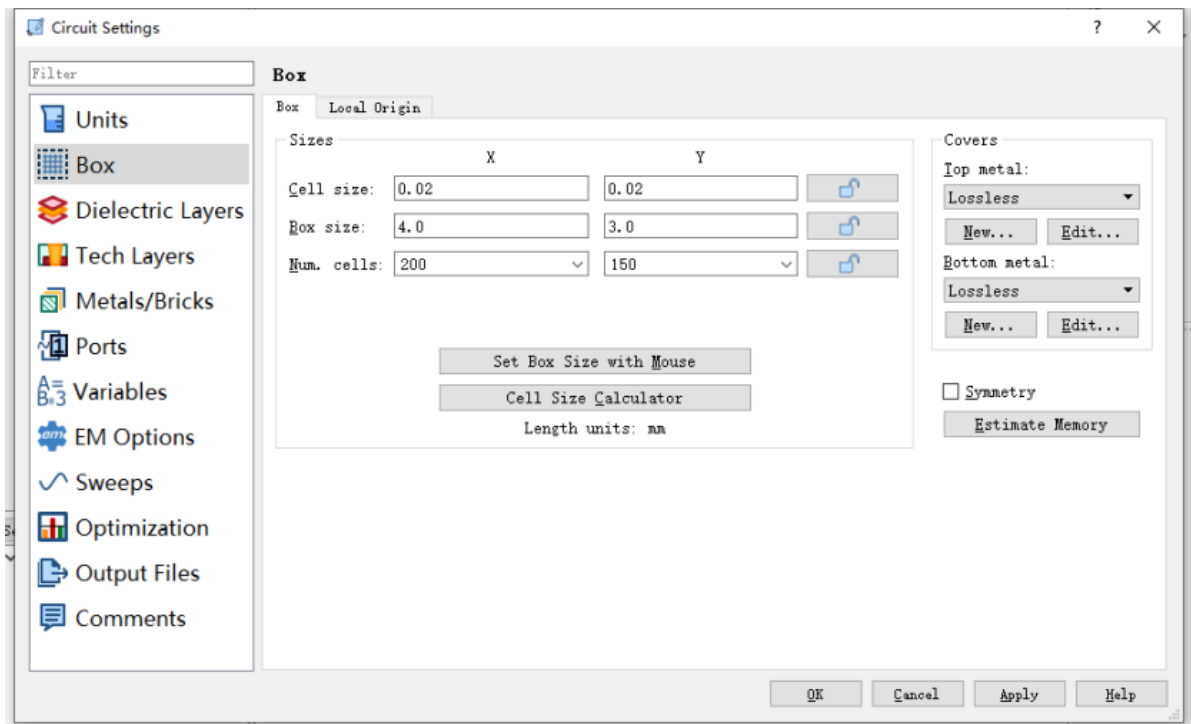 Circuit Settings
?
Filter
Units
Box
Dielectric Layers
Tech Layers
Metals/Bricks
Ports
Variables
EM Options
Sweeps
Optimization
Output Files
Comments
Box
Box Local Origin
Sizes
X Y
Cell size: 0.02 0.02
Box size: 4.0 3.0
Num. cells: 200 150
Set Box Size with Mouse
Cell Size Calculator
Length units: mm
Covers
Top metal:
Lossless
New... Edit...
Bottom metal:
Lossless
New... Edit...
Symmetry
Estimate Memory
OK Cancel Apply Help